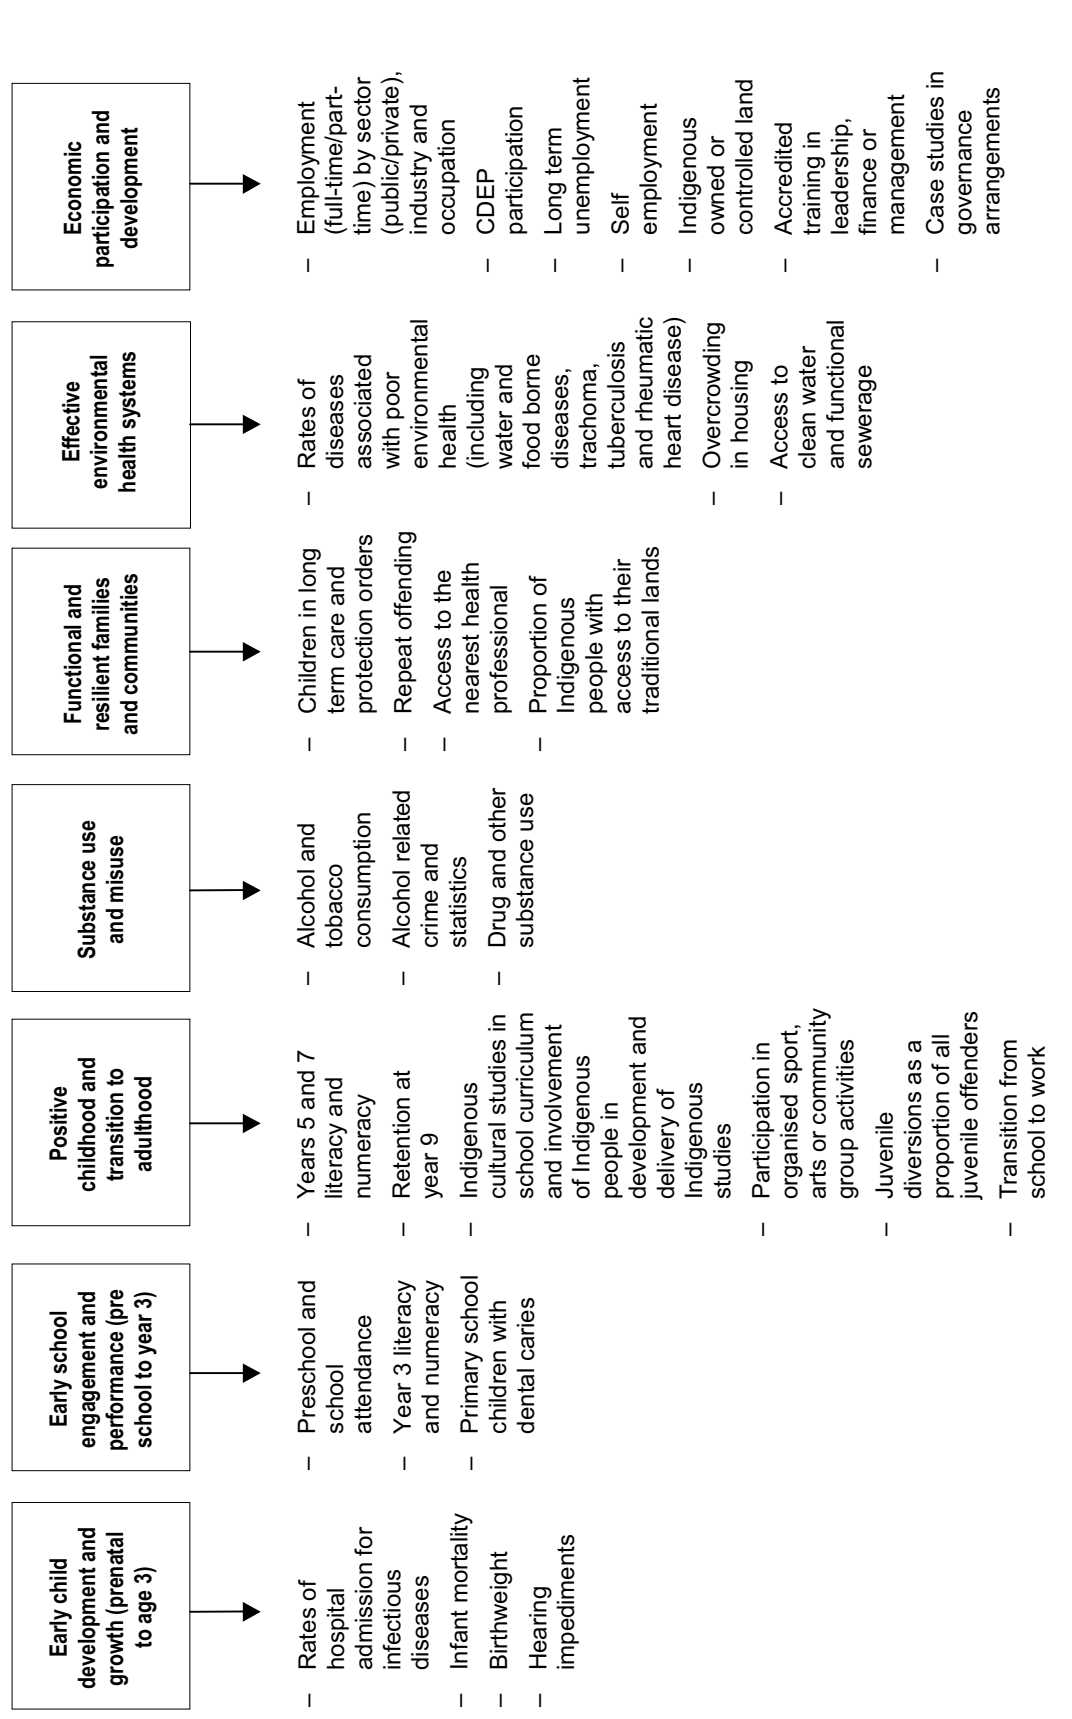 Early child
development and
growth (prenatal
to age 3)
– Rates of
hospital
admission for
infectious
diseases
– Infant mortality
– Birthweight
– Hearing
impediments
Early school
engagement and
performance (pre
school to year 3)
– Preschool and
school
attendance
– Year 3 literacy
and numeracy
– Primary school
children with
dental caries
Positive
childhood and
transition to
adulthood
– Years 5 and 7
literacy and
numeracy
– Retention at
year 9
– Indigenous
cultural studies in
school curriculum
and involvement
of Indigenous
people in
development and
delivery of
Indigenous
studies
– Participation in
organised sport,
arts or community
group activities
– Juvenile
diversions as a
proportion of all
juvenile offenders
– Transition from
school to work
Substance use
and misuse
– Alcohol and
tobacco
consumption
– Alcohol related
crime and
statistics
– Drug and other
substance use
Functional and
resilient families
and communities
– Children in long
term care and
protection orders
– Repeat offending
– Access to the
nearest health
professional
– Proportion of
Indigenous
people with
access to their
traditional lands
Effective
environmental
health systems
– Rates of
diseases
associated
with poor
environmental
health
(including
water and
food borne
diseases,
trachoma,
tuberculosis
and rheumatic
heart disease)
– Overcrowding
in housing
– Access to
clean water
and functional
sewerage
Economic
participation and
development
– Employment
(full-time/part-
time) by sector
(public/private),
industry and
occupation
– CDEP
participation
– Long term
unemployment
– Self
employment
– Indigenous
owned or
controlled land
– Accredited
training in
leadership,
finance or
management
– Case studies in
governance
arrangements